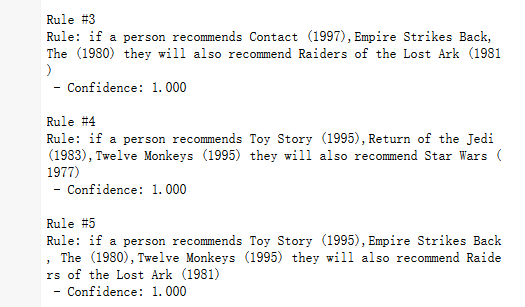 Rule #3
Rule: if a person recommends Contact (1997), Empire Strikes Back,
The (1980) they will also recommend Raiders of the Lost Ark (1981
)
 - Confidence: 1.000
Rule #4
Rule: if a person recommends Toy Story (1995), Return of the Jedi
(1983), Twelve Monkeys (1995) they will also recommend Star Wars (
1977)
 - Confidence: 1.000
Rule #5
Rule: if a person recommends Toy Story (1995), Empire Strikes Back
, The (1980), Twelve Monkeys (1995) they will also recommend Raide
rs of the Lost Ark (1981)
 - Confidence: 1.000